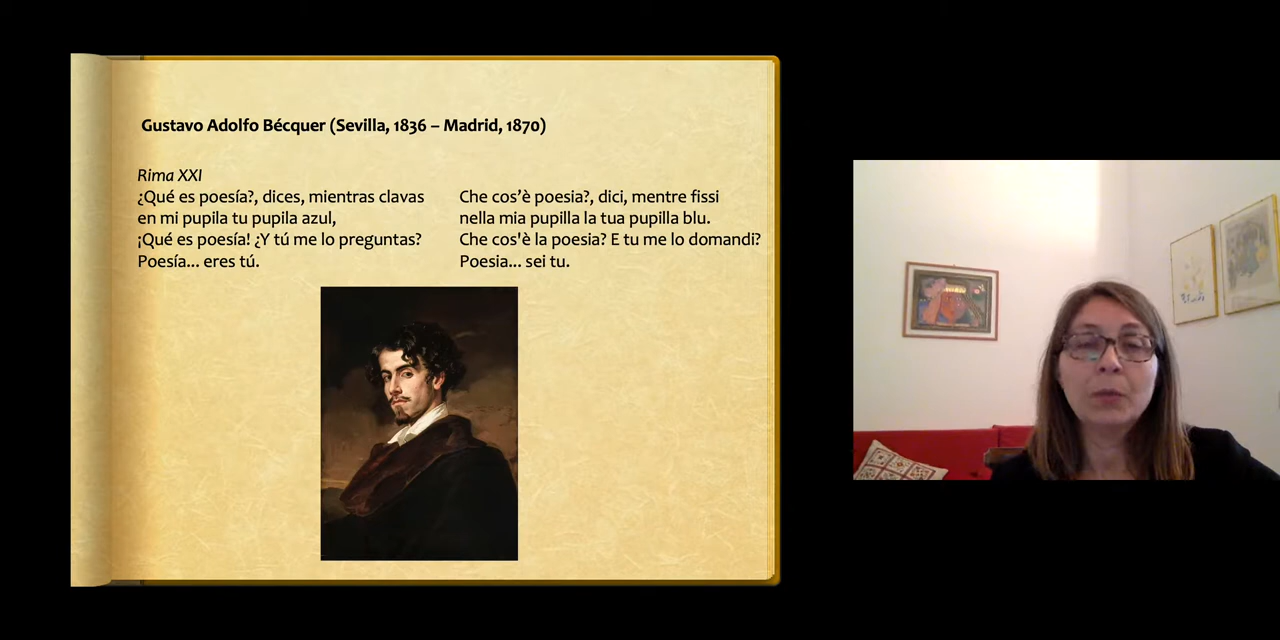 Gustavo Adolfo Bécquer (Sevilla, 1836 – Madrid, 1870)
Rima XXI
¿Qué es poesía?, dices, mientras clavas
en mi pupila tu pupila azul,
¡Qué es poesía! ¿Y tú me lo preguntas?
Poesía... eres tú.
Che cos’è poesia?, dici, mentre fissi
nella mia pupilla la tua pupilla blu.
Che cos'è la poesia? E tu me lo domandi?
Poesia... sei tu.